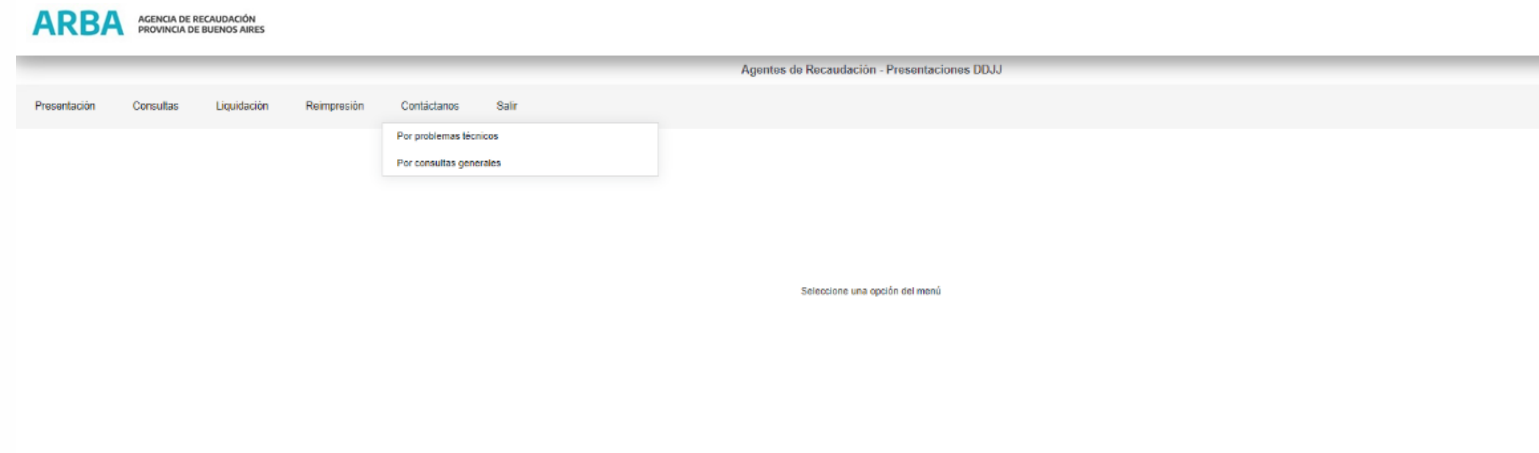 ARBA
AGENCIA DE RECAUDACIÓN
PROVINCIA DE BUENOS AIRES
Agentes de Recaudación - Presentaciones DDJJ
Presentación Consultas Liquidación Reimpresión Contáctanos Salir
Por problemas técnicos
Por consultas generales
Seleccione una opción del menú